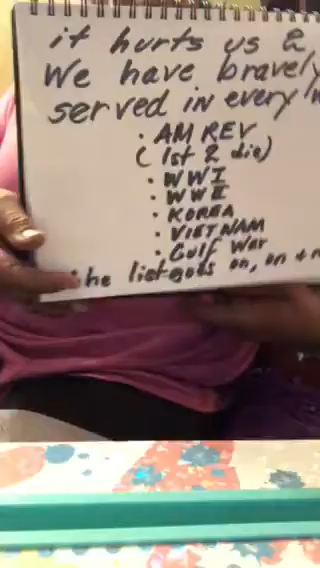 it hurts us 2
We have bravely
served in every
• AM REV
(1st 2 die)
• WWI
• WWII
• KOREA
• VIETNAM
• Gulf War
the list goes on, on +